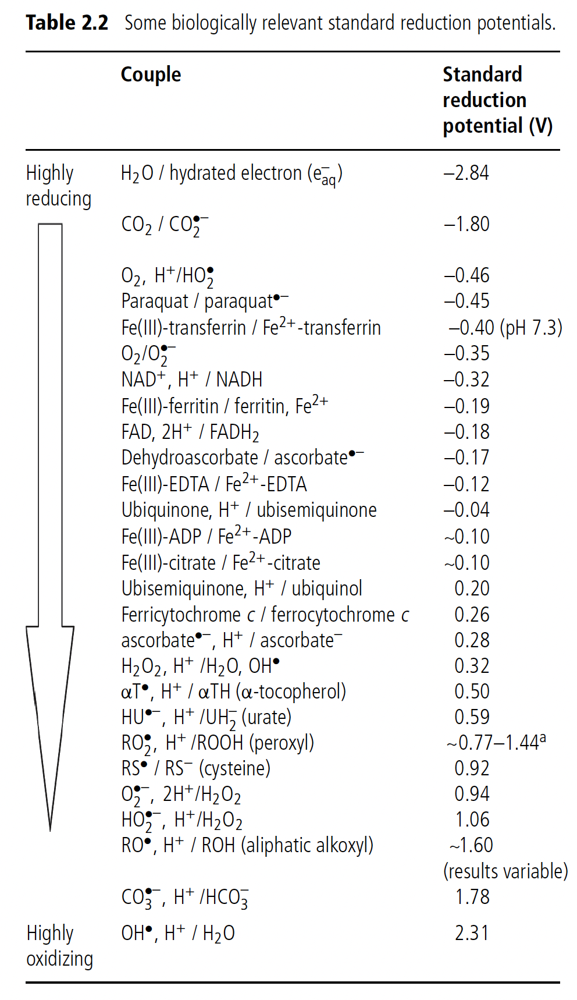 Table 2.2 Some biologically relevant standard reduction potentials.
Couple Standard reduction potential (V)
Highly reducing H₂O / hydrated electron (e⁻aq) –2.84
CO₂ / CO₂•– –1.80
O₂, H⁺/HO₂• –0.46
Paraquat / paraquat•– –0.45
Fe(III)-transferrin / Fe²⁺-transferrin –0.40 (pH 7.3)
O₂/O₂•– –0.35
NAD⁺, H⁺ / NADH –0.32
Fe(III)-ferritin / ferritin, Fe²⁺ –0.19
FAD, 2H⁺ / FADH₂ –0.18
Dehydroascorbate / ascorbate•– –0.17
Fe(III)-EDTA / Fe²⁺-EDTA –0.12
Ubiquinone, H⁺ / ubisemiquinone –0.04
Fe(III)-ADP / Fe²⁺-ADP ~0.10
Fe(III)-citrate / Fe²⁺-citrate ~0.10
Ubisemiquinone, H⁺ / ubiquinol 0.20
Ferricytochrome c / ferrocytochrome c 0.26
ascorbate•–, H⁺ / ascorbate⁻ 0.28
H₂O₂, H⁺ /H₂O, OH• 0.32
αT•, H⁺ / αTH (α-tocopherol) 0.50
HU•–, H⁺ /UH₂⁻ (urate) 0.59
RO₂•, H⁺ /ROOH (peroxyl) ~0.77–1.44ᵃ
RS• / RS⁻ (cysteine) 0.92
O₂•–, 2H⁺/H₂O₂ 0.94
HO₂•–, H⁺/H₂O₂ 1.06
RO•, H⁺ / ROH (aliphatic alkoxyl) ~1.60
(results variable)
CO₃•–, H⁺ /HCO₃⁻ 1.78
Highly oxidizing OH•, H⁺ / H₂O 2.31